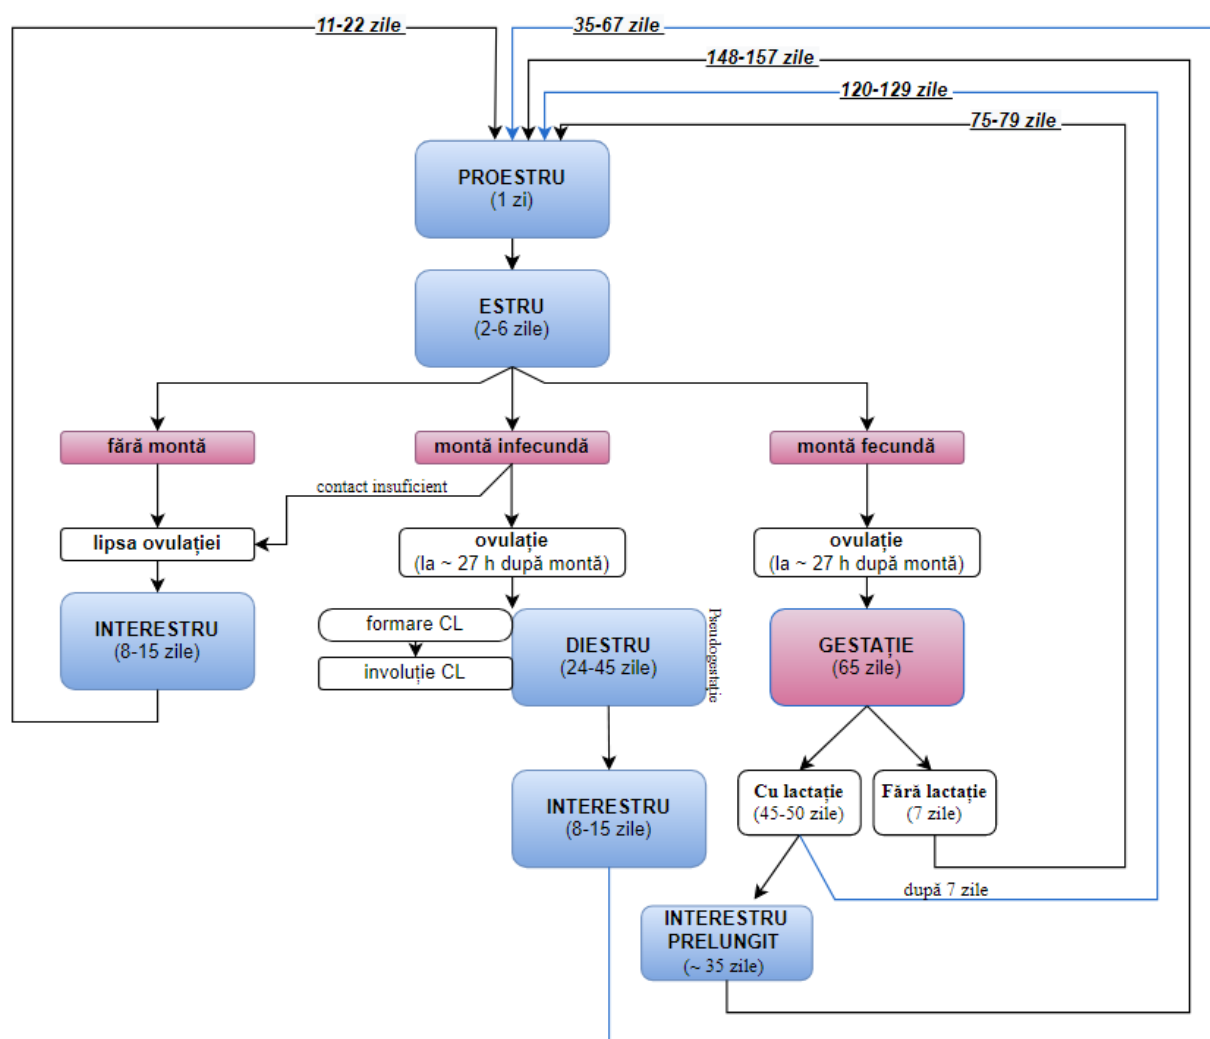 11-22 zile
35-67 zile
148-157 zile
120-129 zile
75-79 zile
PROESTRU
(1 zi)
ESTRU
(2-6 zile)
fără montă
montă infecundă
montă fecundă
contact insuficient
lipsa ovulației
ovulație
(la ~ 27 h după montă)
ovulație
(la ~ 27 h după montă)
INTERESTRU
(8-15 zile)
formare CL
involuție CL
DIESTRU
(24-45 zile)
Pseudogestație
GESTAȚIE
(65 zile)
INTERESTRU
(8-15 zile)
Cu lactație
(45-50 zile)
Fără lactație
(7 zile)
după 7 zile
INTERESTRU
PRELUNGIT
(~ 35 zile)